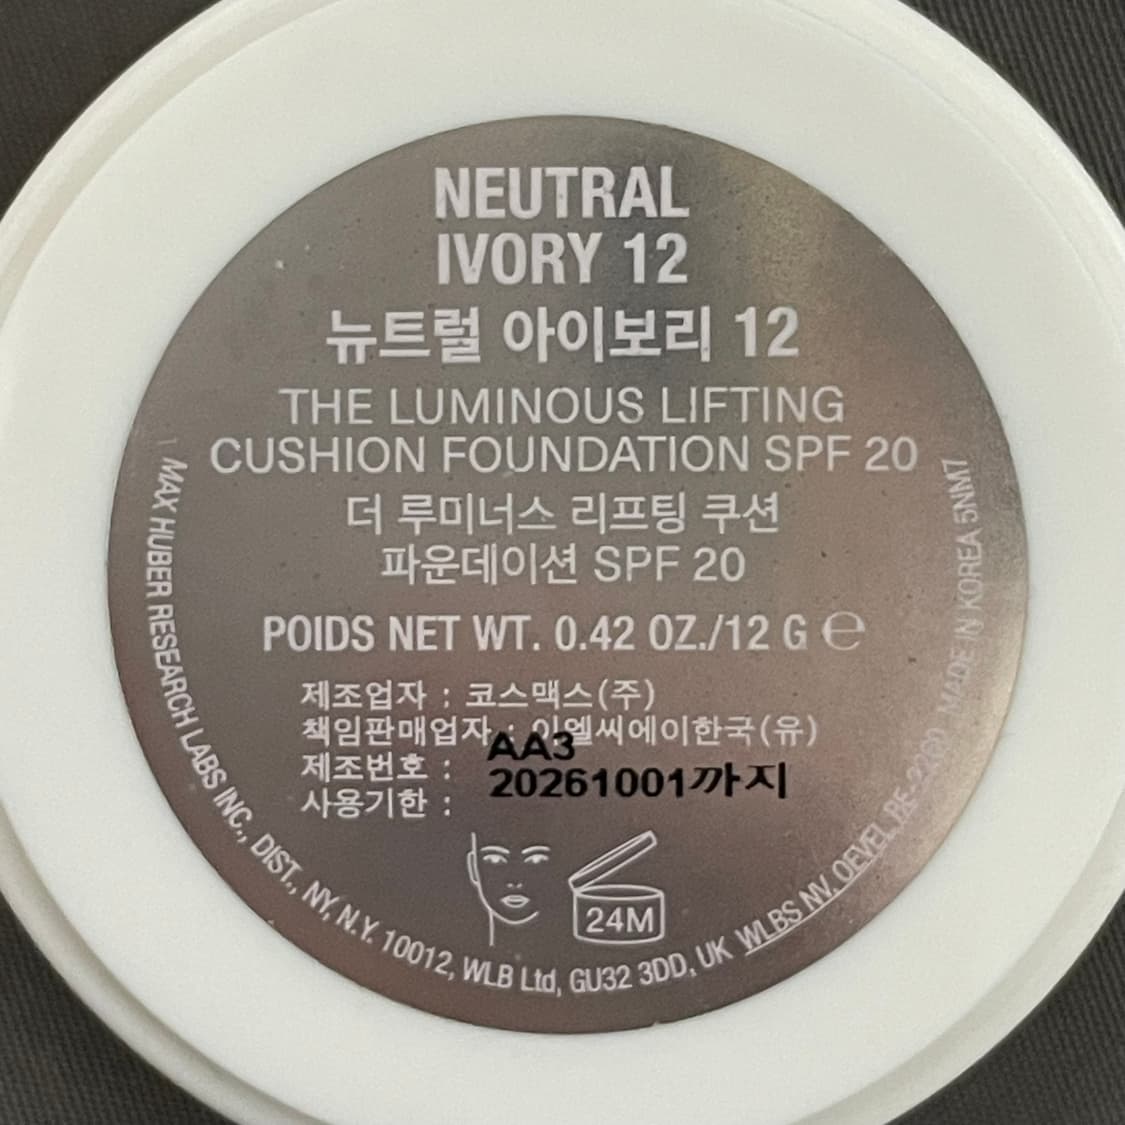 NEUTRAL
IVORY 12
뉴트럴 아이보리 12
THE LUMINOUS LIFTING
CUSHION FOUNDATION SPF 20
더 루미너스 리프팅 쿠션
파운데이션 SPF 20
POIDS NET WT. 0.42 OZ./12 G ℮
제조업자 : 코스맥스(주)
책임판매업자 : 이엘씨에이한국(유)
제조번호 : AA3
사용기한 : 20261001까지
24M
MAX HUBER RESEARCH LABS INC., DIST., NY, N.Y. 10012, WLB Ltd, GU32 3DD, UK WLBS NV, OEVEL BE-2260 MADE IN KOREA 5NM7